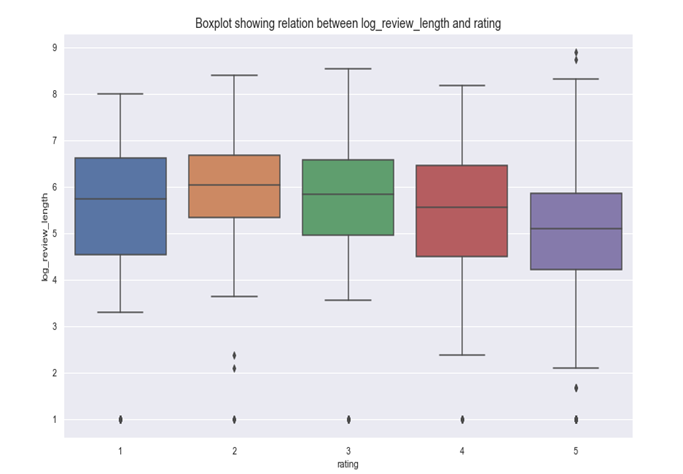 Boxplot showing relation between log_review_length and rating
9
8
7
6
5
4
3
2
1
log_review_length
1 2 3 4 5
rating